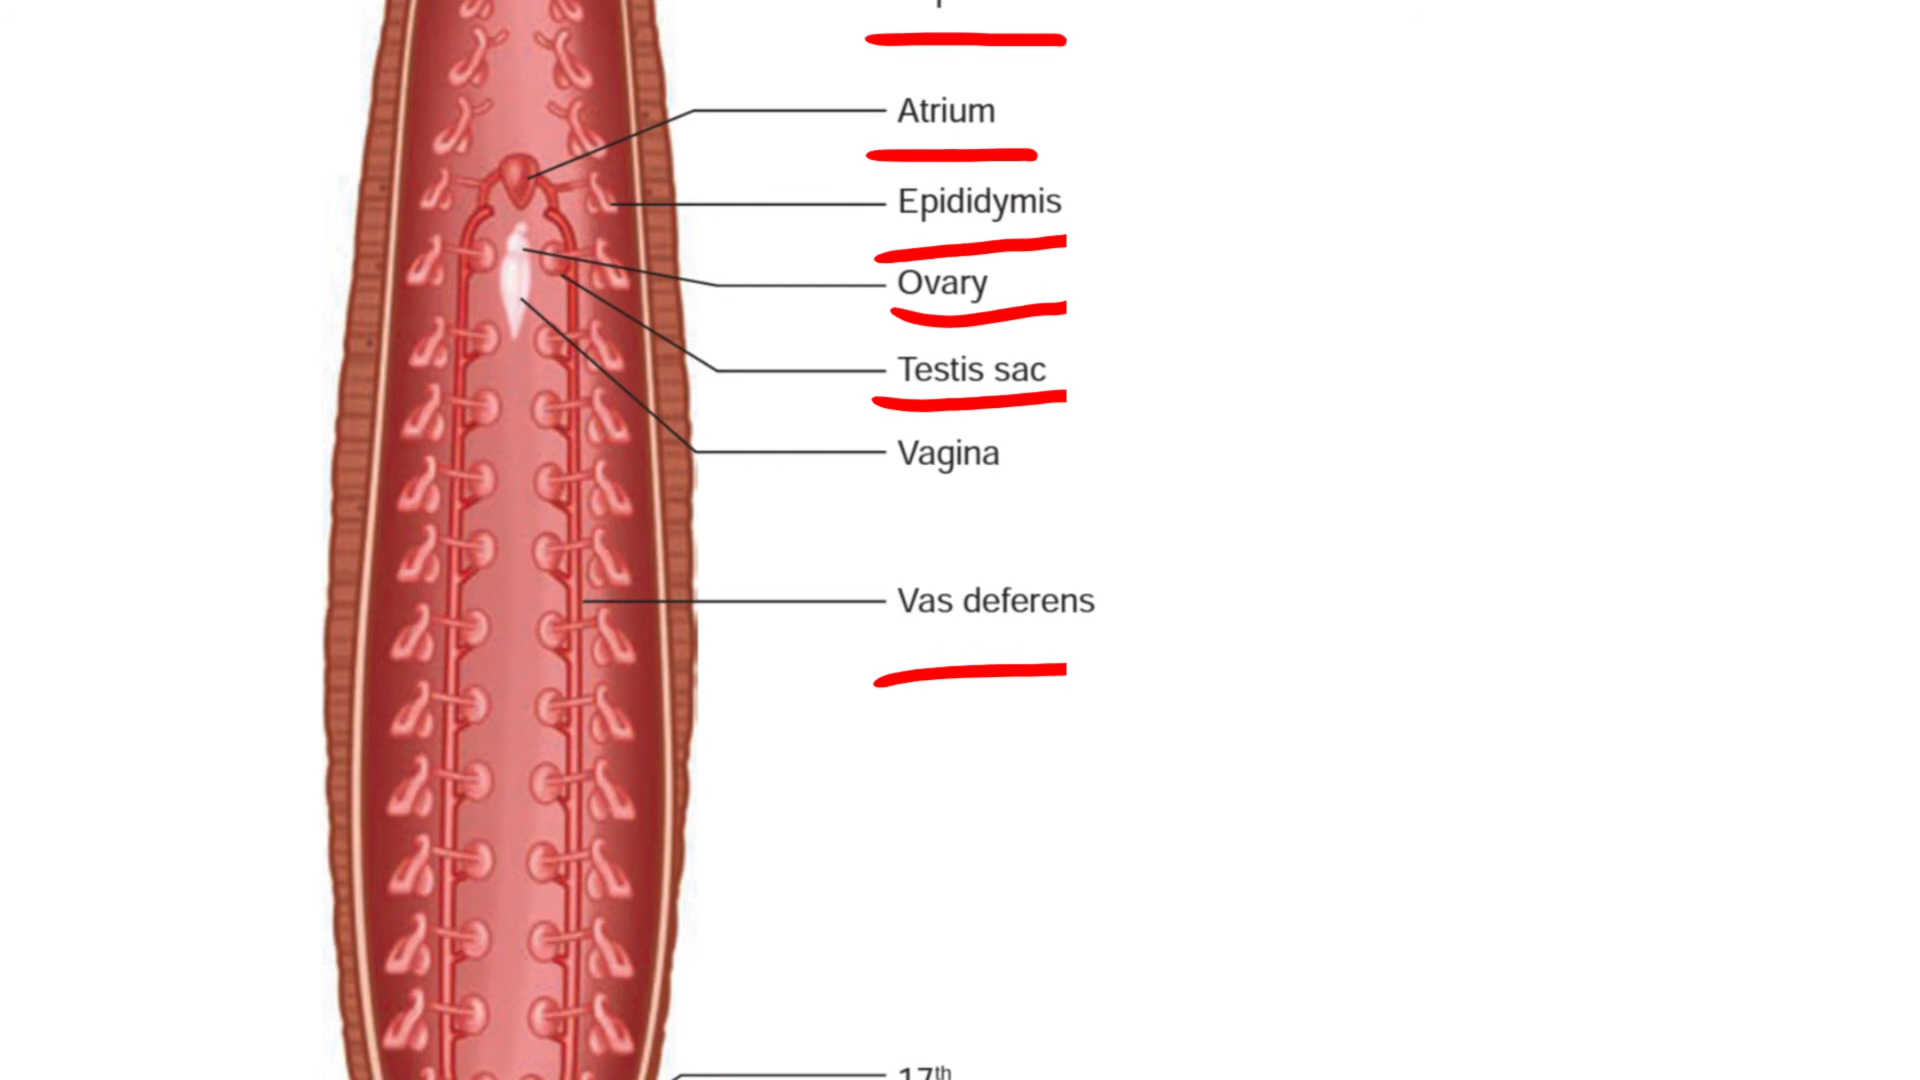 Atrium
Epididymis
Ovary
Testis sac
Vagina
Vas deferens
17th